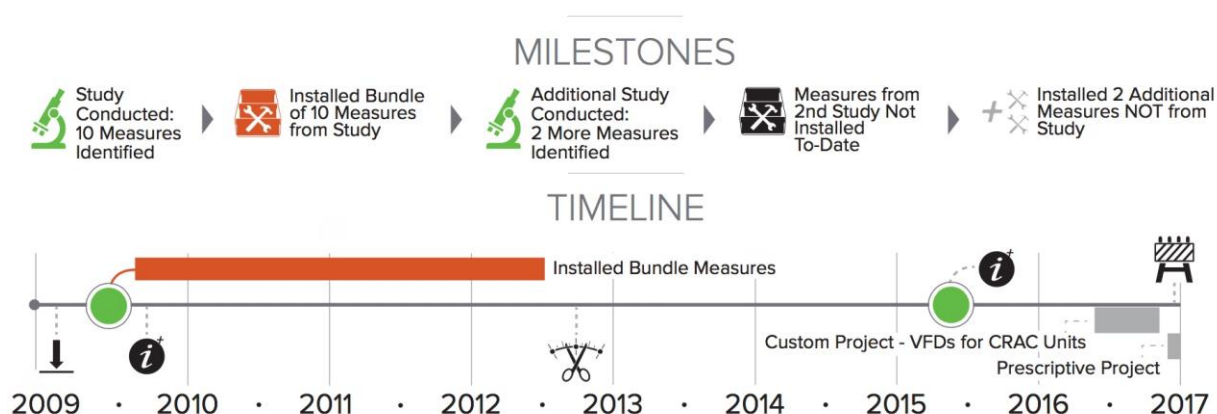 MILESTONES
Study
Conducted:
10 Measures
Identified
Installed Bundle
of 10 Measures
from Study
Additional Study
Conducted:
2 More Measures
Identified
Measures from
2nd Study Not
Installed
To-Date
+
Installed 2 Additional
Measures NOT from
Study
TIMELINE
Installed Bundle Measures
i+
i+
Custom Project - VFDs for CRAC Units
Prescriptive Project
2009 · 2010 · 2011 · 2012 · 2013 · 2014 · 2015 · 2016 · 2017